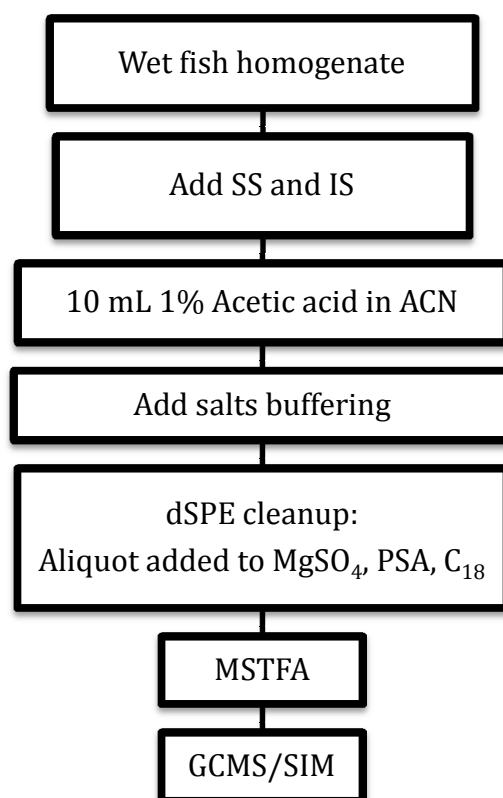 Wet fish homogenate
Add SS and IS
10 mL 1% Acetic acid in ACN
Add salts buffering
dSPE cleanup:
Aliquot added to MgSO₄, PSA, C₁₈
MSTFA
GCMS/SIM